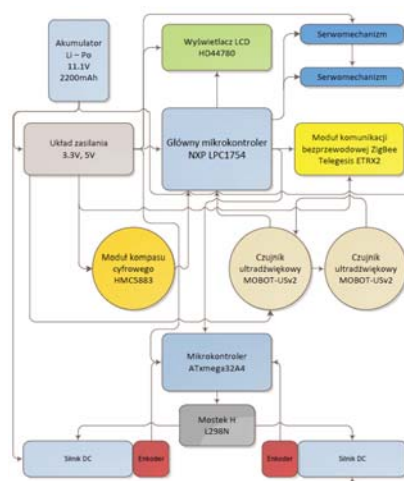 Akumulator
Li – Po
11.1V
2200mAh
Wyświetlacz LCD
HD44780
Serwomechanizm
Serwomechanizm
Układ zasilania
3.3V, 5V
Główny mikrokontroler
NXP LPC1754
Moduł komunikacji
bezprzewodowej ZigBee
Telegesis ETRX2
Moduł kompasu
cyfrowego
HMC5883
Czujnik
ultradźwiękowy
MOBOT-USv2
Czujnik
ultradźwiękowy
MOBOT-USv2
Mikrokontroler
ATxmega32A4
Mostek H
L298N
Silnik DC
Enkoder
Enkoder
Silnik DC